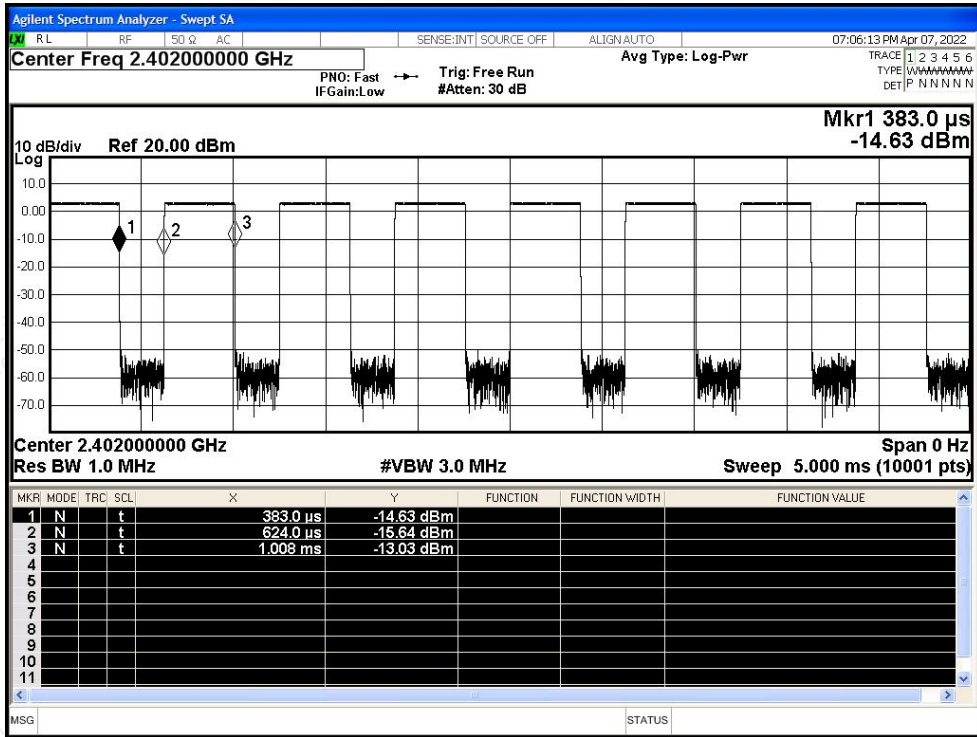 Agilent Spectrum Analyzer - Swept SA
LXI RL RF 50 Ω AC SENSE:INT SOURCE OFF ALIGN AUTO 07:06:13 PM Apr 07, 2022
Center Freq 2.402000000 GHz
PNO: Fast
IFGain:Low
Trig: Free Run
#Atten: 30 dB
Avg Type: Log-Pwr
TRACE 1 2 3 4 5 6
TYPE
DET P N N N N N
Mkr1 383.0 µs
-14.63 dBm
10 dB/div Ref 20.00 dBm
Log
10.0
0.00
-10.0
-20.0
-30.0
-40.0
-50.0
-60.0
-70.0
1
2
3
Center 2.402000000 GHz Span 0 Hz
Res BW 1.0 MHz #VBW 3.0 MHz Sweep 5.000 ms (10001 pts)
MKR MODE TRC SCL X Y FUNCTION FUNCTION WIDTH FUNCTION VALUE
1 N t 383.0 µs -14.63 dBm
2 N t 624.0 µs -15.64 dBm
3 N t 1.008 ms -13.03 dBm
4
5
6
7
8
9
10
11
MSG STATUS